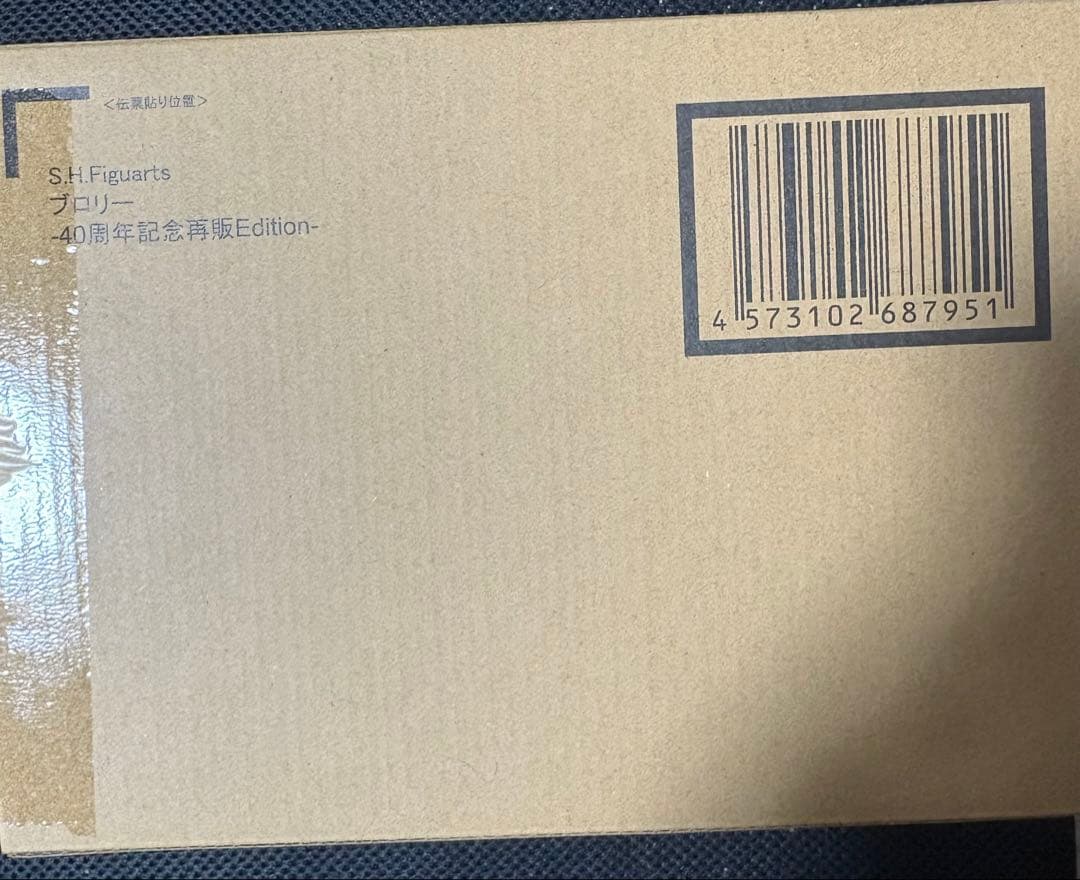 <伝票貼り位置>
S.H.Figuarts
ブロリー
-40周年記念再販Edition-
4 573102 687951